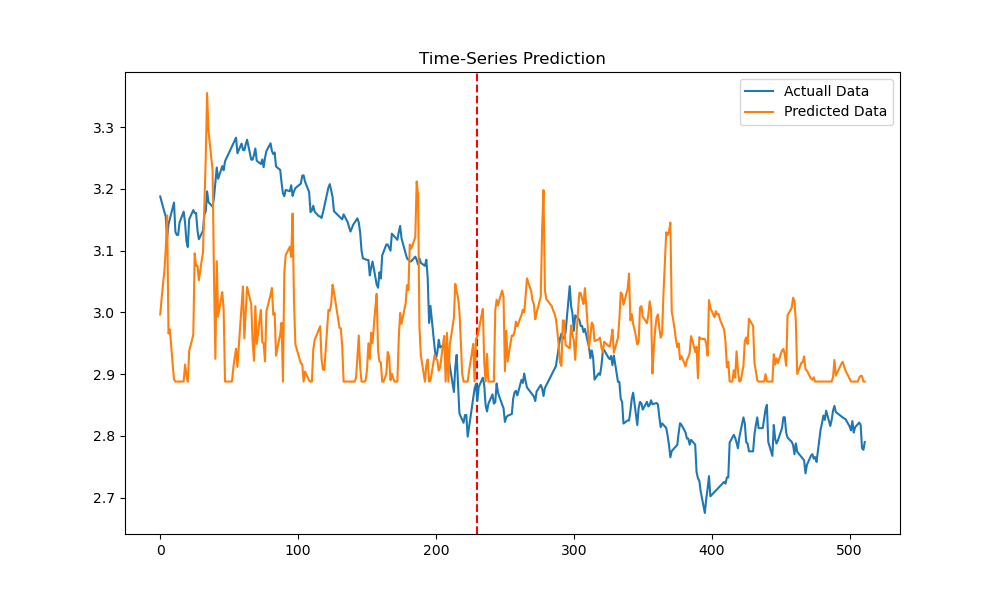 Time-Series Prediction
Actuall Data
Predicted Data
3.3
3.2
3.1
3.0
2.9
2.8
2.7
0 100 200 300 400 500